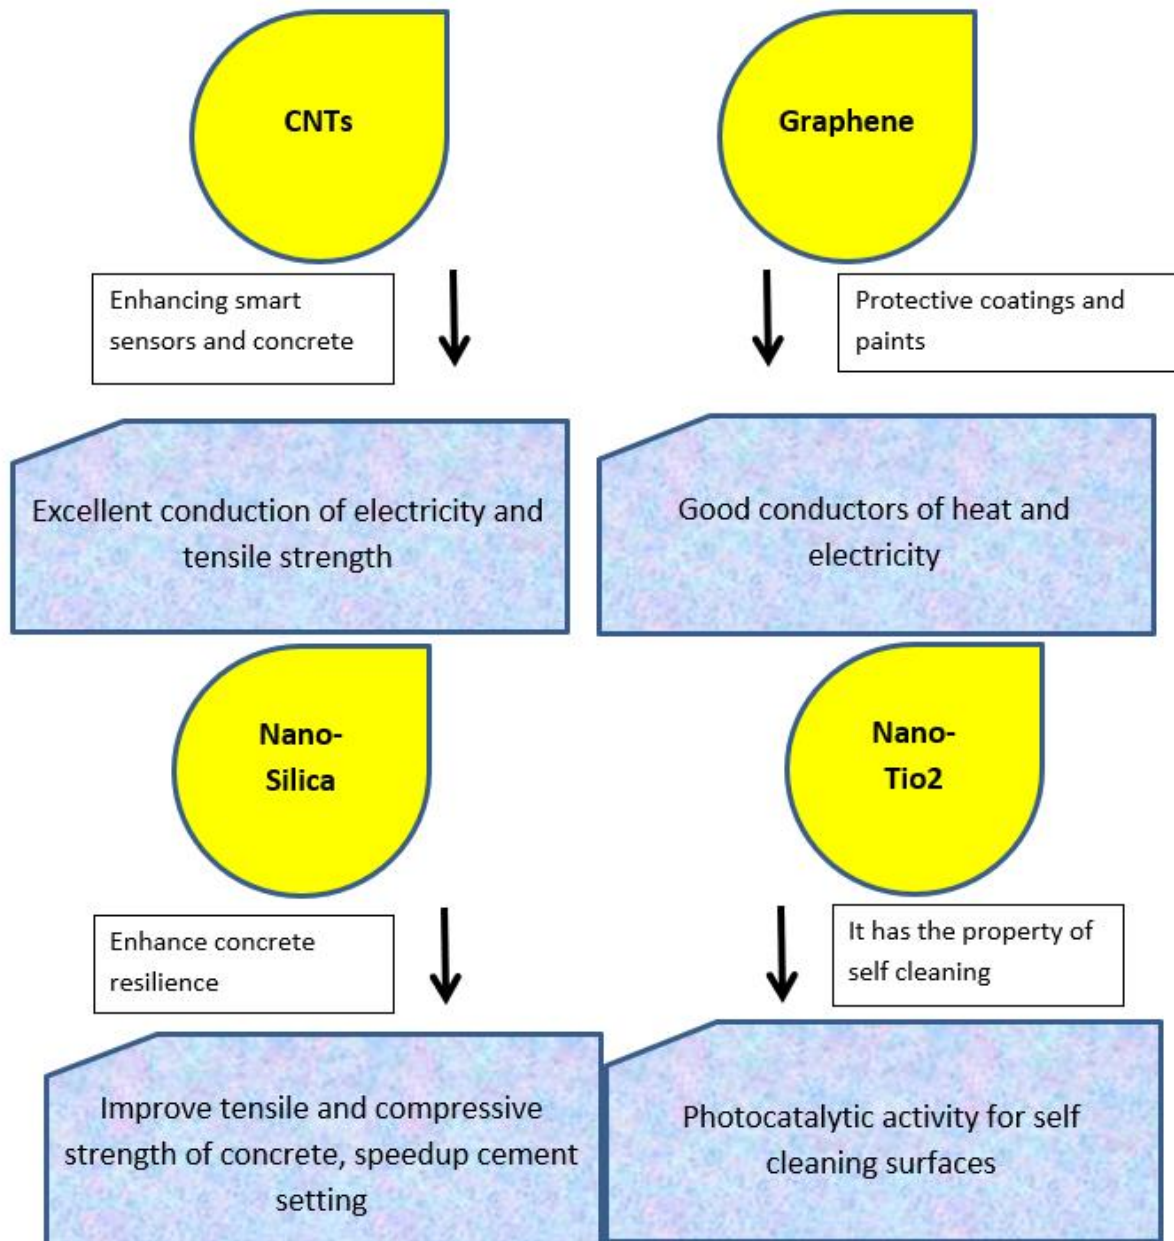 CNTs
Graphene
Enhancing smart
sensors and concrete
Protective coatings and
paints
Excellent conduction of electricity and
tensile strength
Good conductors of heat and
electricity
Nano-
Silica
Nano-
Tio2
Enhance concrete
resilience
It has the property of
self cleaning
Improve tensile and compressive
strength of concrete, speedup cement
setting
Photocatalytic activity for self
cleaning surfaces